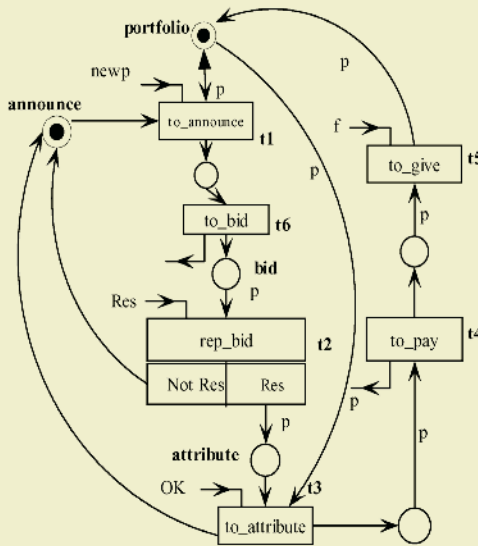 portfolio
newp
p
p
announce
to_announce
t1
f
to_give
t5
p
to_bid
t6
p
bid
p
Res
rep_bid
t2
to_pay
t4
Not Res
Res
p
p
p
attribute
OK
t3
to_attribute